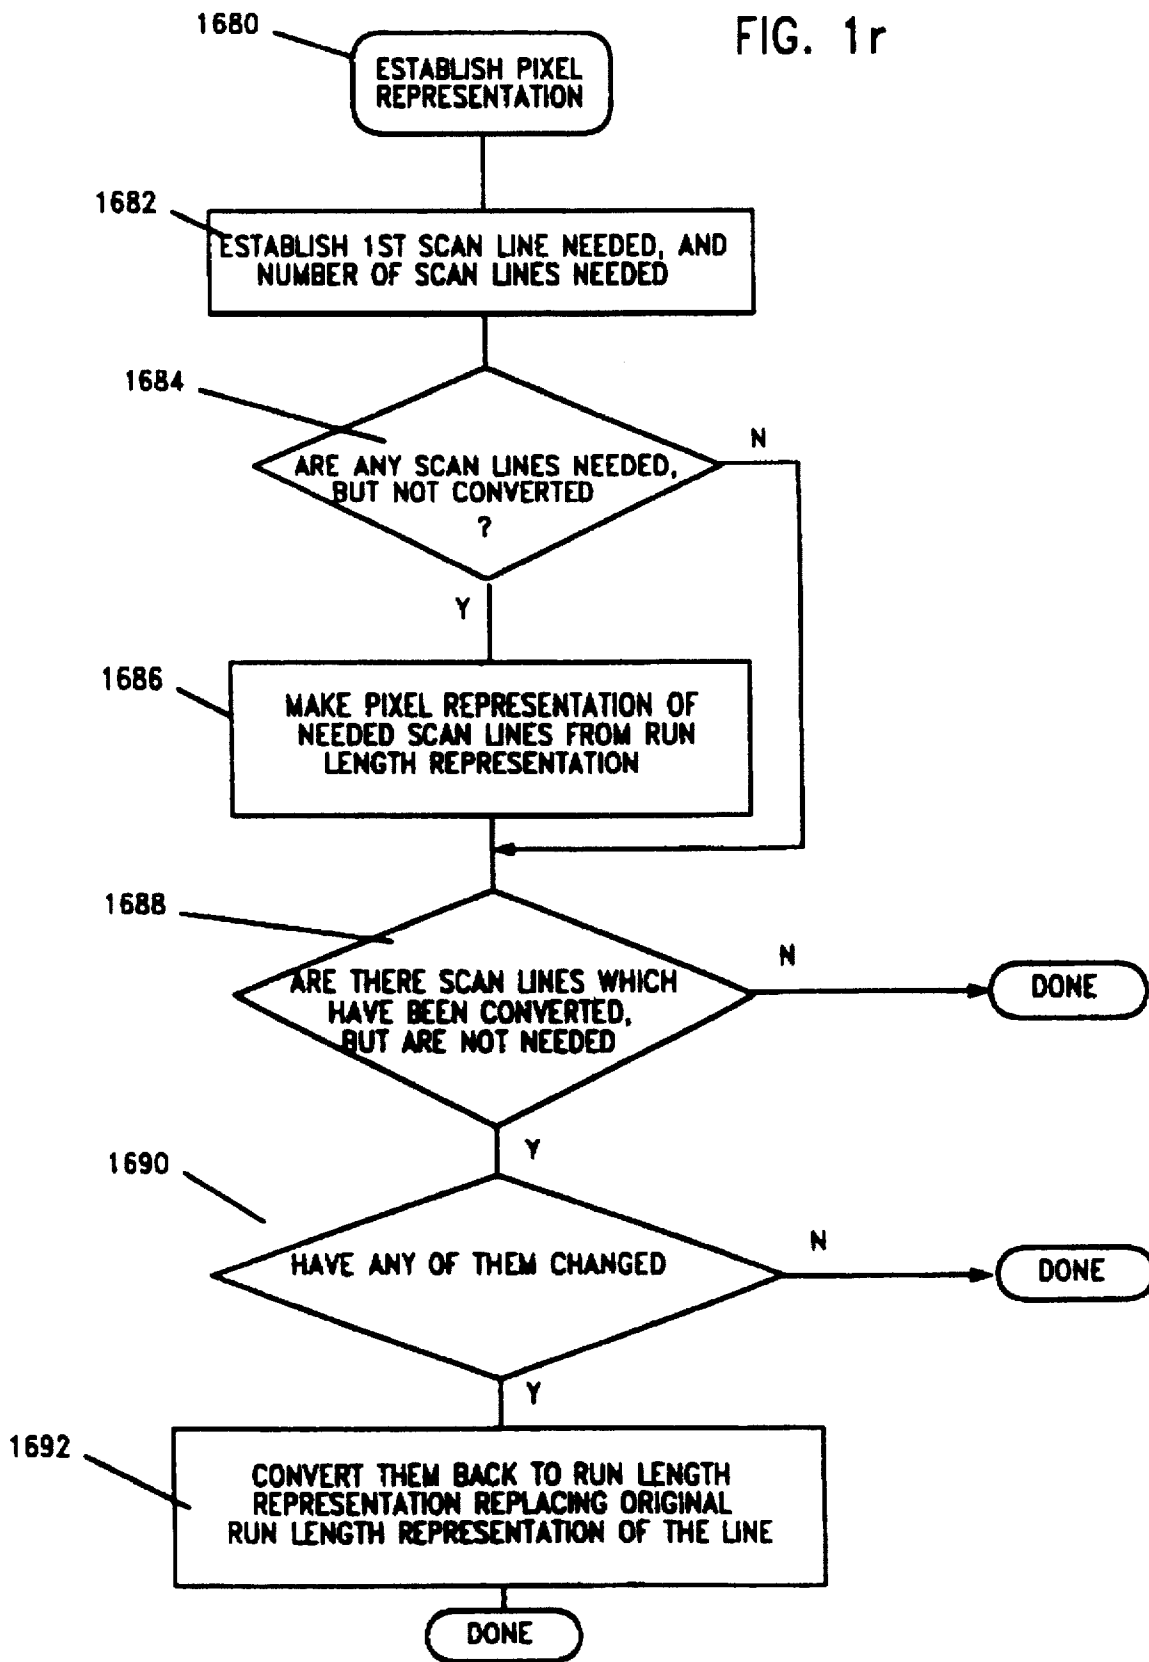 FIG. 1r
1680
ESTABLISH PIXEL
REPRESENTATION
1682
ESTABLISH 1ST SCAN LINE NEEDED, AND
NUMBER OF SCAN LINES NEEDED
1684
N
ARE ANY SCAN LINES NEEDED,
BUT NOT CONVERTED
?
Y
1686
MAKE PIXEL REPRESENTATION OF
NEEDED SCAN LINES FROM RUN
LENGTH REPRESENTATION
1688
N
ARE THERE SCAN LINES WHICH
HAVE BEEN CONVERTED,
BUT ARE NOT NEEDED
DONE
Y
1690
N
HAVE ANY OF THEM CHANGED
DONE
Y
1692
CONVERT THEM BACK TO RUN LENGTH
REPRESENTATION REPLACING ORIGINAL
RUN LENGTH REPRESENTATION OF THE LINE
DONE